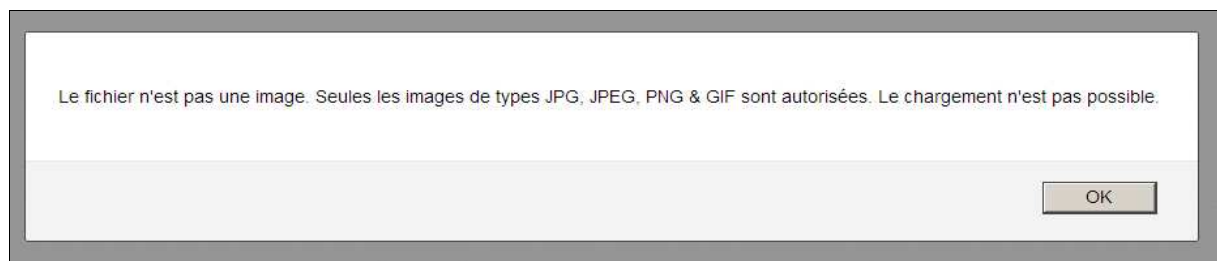 Le fichier n'est pas une image. Seules les images de types JPG, JPEG, PNG & GIF sont autorisées. Le chargement n'est pas possible.
OK